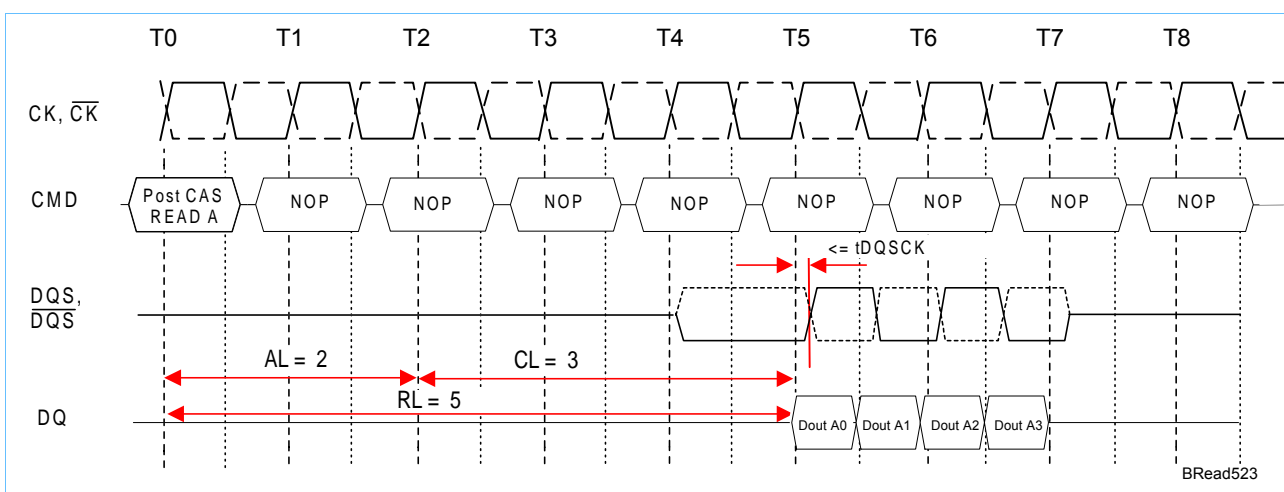 T0 T1 T2 T3 T4 T5 T6 T7 T8
CK, CK
CMD
Post CAS
READ A
NOP NOP NOP NOP NOP NOP NOP NOP
<= tDQSCK
DQS,
DQS
AL = 2
CL = 3
RL = 5
DQ
Dout A0 Dout A1 Dout A2 Dout A3
BRead523